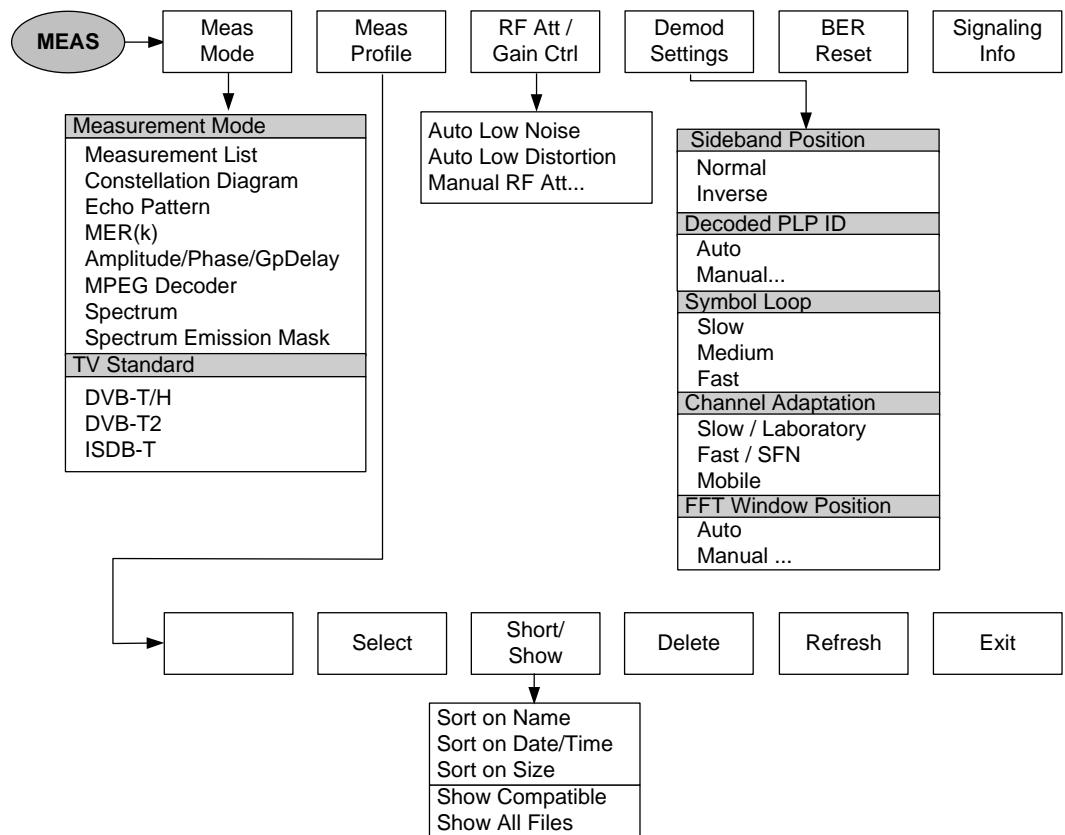 MEAS
Meas
Mode
Meas
Profile
RF Att /
Gain Ctrl
Demod
Settings
BER
Reset
Signaling
Info
Measurement Mode
Measurement List
Constellation Diagram
Echo Pattern
MER(k)
Amplitude/Phase/GpDelay
MPEG Decoder
Spectrum
Spectrum Emission Mask
TV Standard
DVB-T/H
DVB-T2
ISDB-T
Auto Low Noise
Auto Low Distortion
Manual RF Att...
Sideband Position
Normal
Inverse
Decoded PLP ID
Auto
Manual...
Symbol Loop
Slow
Medium
Fast
Channel Adaptation
Slow / Laboratory
Fast / SFN
Mobile
FFT Window Position
Auto
Manual ...
Select
Short/
Show
Delete
Refresh
Exit
Sort on Name
Sort on Date/Time
Sort on Size
Show Compatible
Show All Files